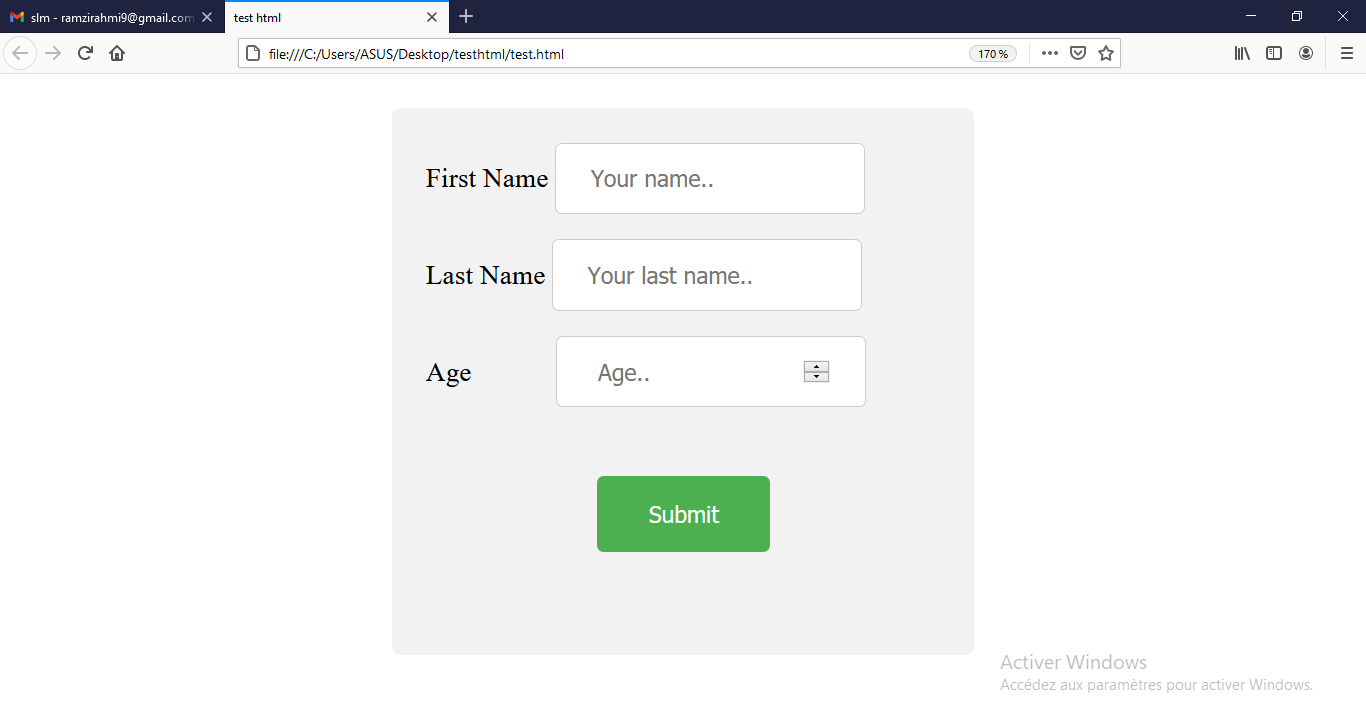 slm - ramzirahmi9@gmail.com
test html
file:///C:/Users/ASUS/Desktop/testhtml/test.html
170 %
First Name
Your name..
Last Name
Your last name..
Age
Age..
Submit
Activer Windows
Accédez aux paramètres pour activer Windows.